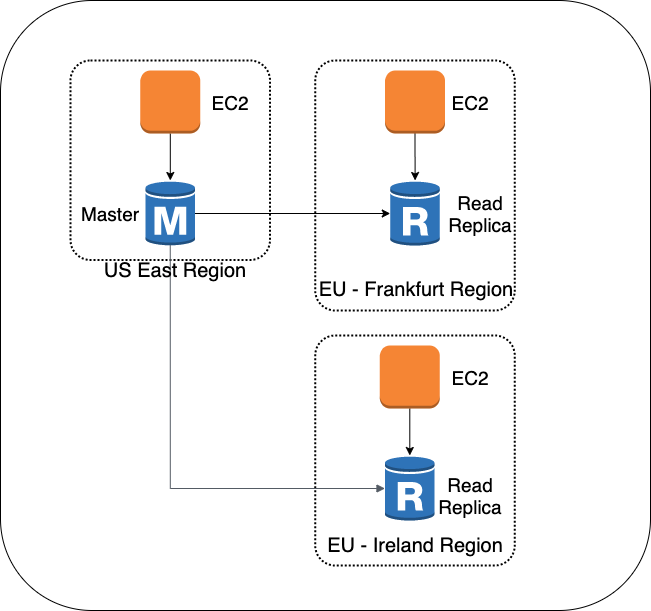 EC2
Master
M
US East Region
EC2
R
Read
Replica
EU - Frankfurt Region
EC2
R
Read
Replica
EU - Ireland Region